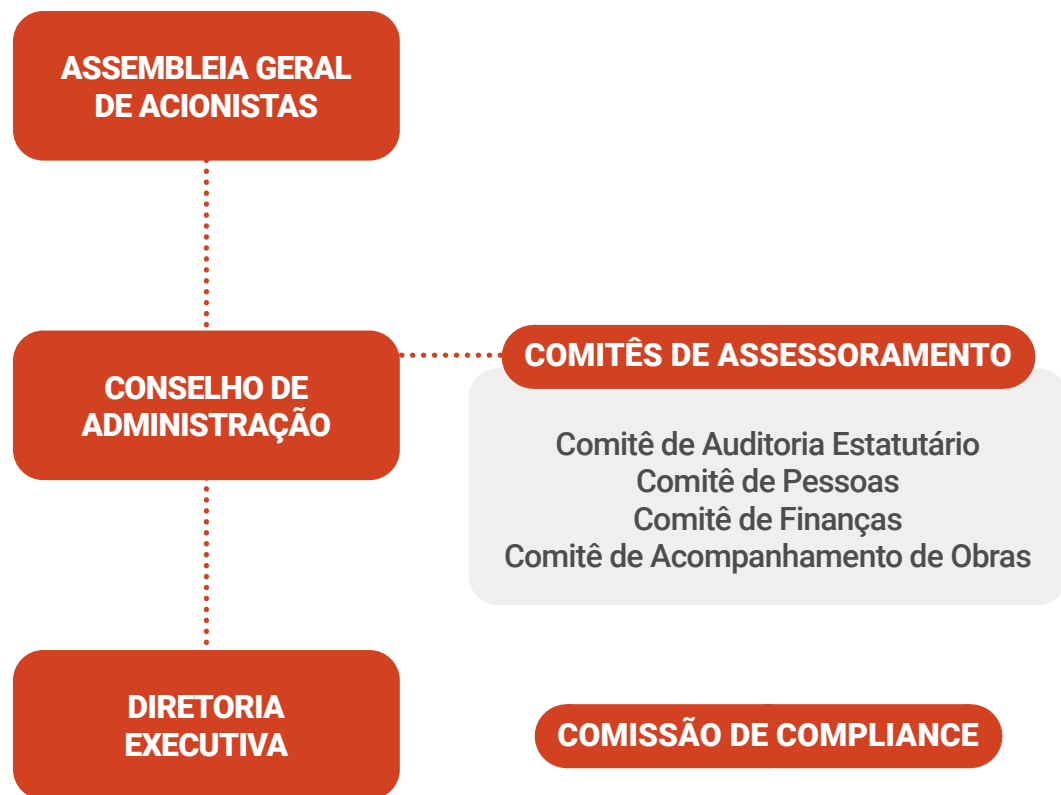 ASSEMBLEIA GERAL
DE ACIONISTAS
CONSELHO DE
ADMINISTRAÇÃO
COMITÊS DE ASSESSORAMENTO
Comitê de Auditoria Estatutário
Comitê de Pessoas
Comitê de Finanças
Comitê de Acompanhamento de Obras
DIRETORIA
EXECUTIVA
COMISSÃO DE COMPLIANCE